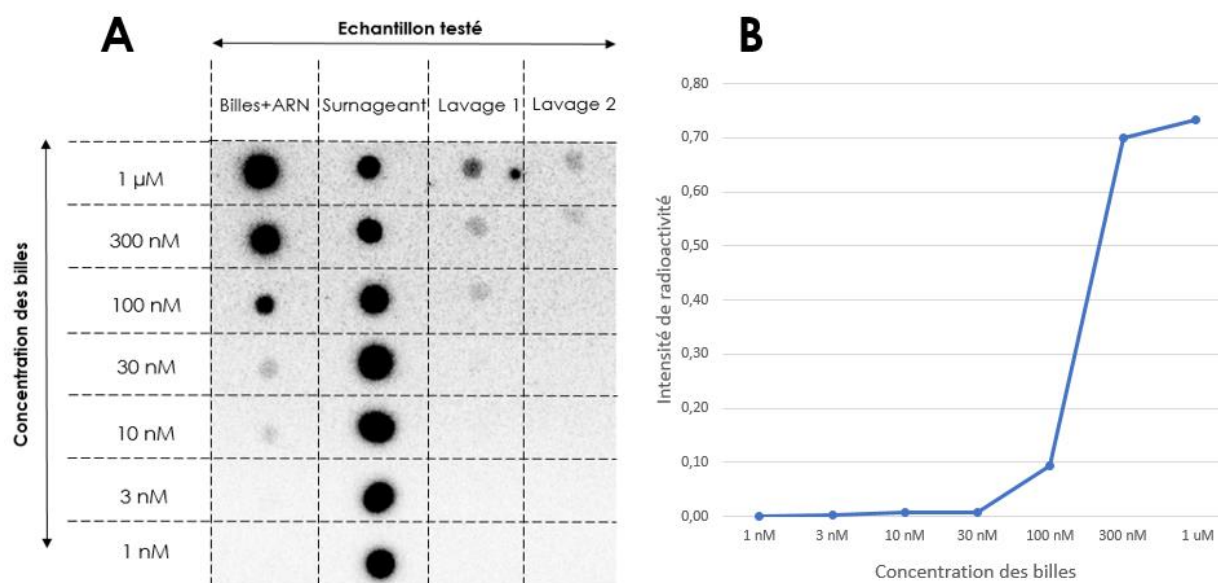 A
Echantillon testé
Billes+ARN Surnageant Lavage 1 Lavage 2
Concentration des billes
1 µM
300 nM
100 nM
30 nM
10 nM
3 nM
1 nM
B
Intensité de radioactivité
0,80
0,70
0,60
0,50
0,40
0,30
0,20
0,10
0,00
1 nM 3 nM 10 nM 30 nM 100 nM 300 nM 1 uM
Concentration des billes